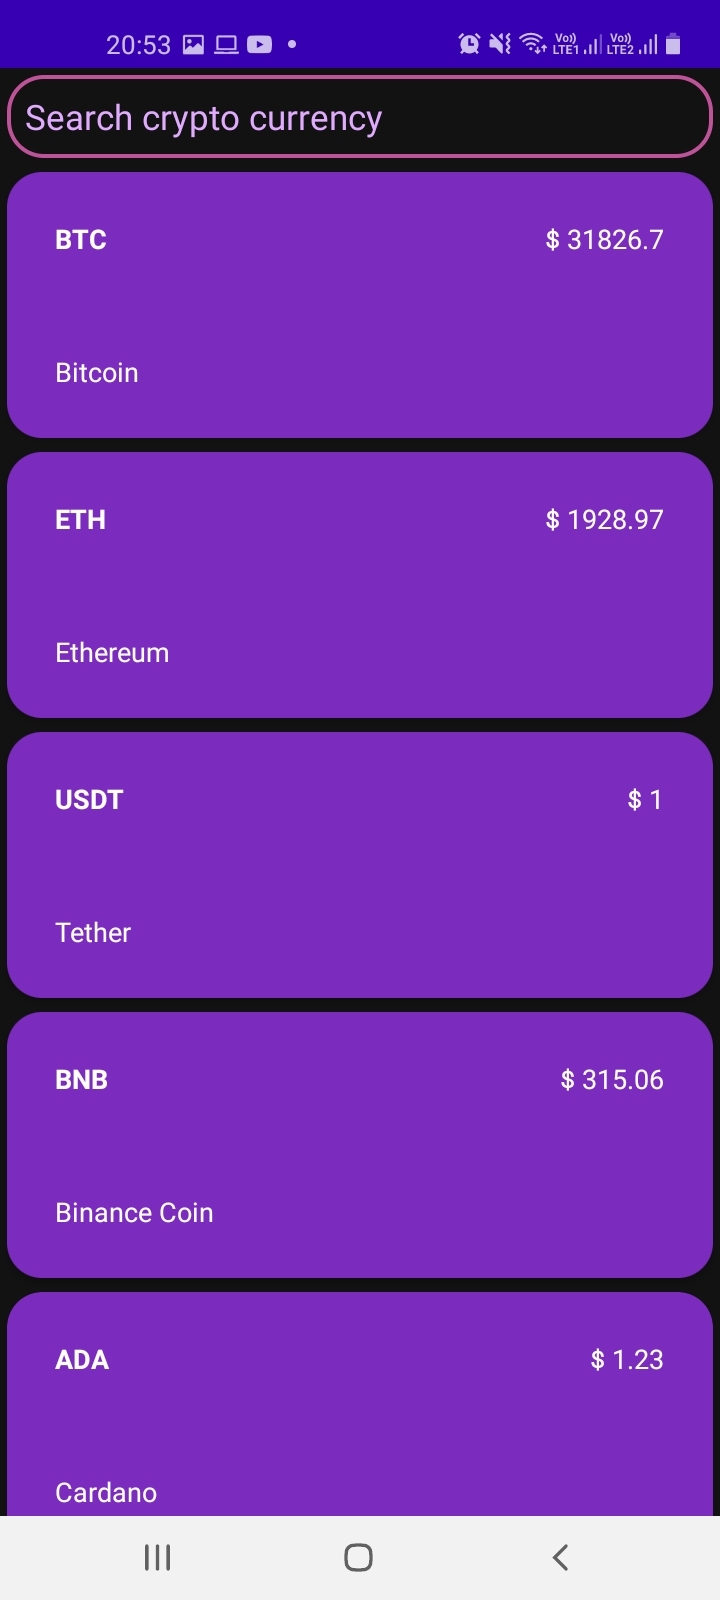 20:53 Vo)) LTE1 Vo)) LTE2
Search crypto currency
BTC $ 31826.7
Bitcoin
ETH $ 1928.97
Ethereum
USDT $ 1
Tether
BNB $ 315.06
Binance Coin
ADA $ 1.23
Cardano